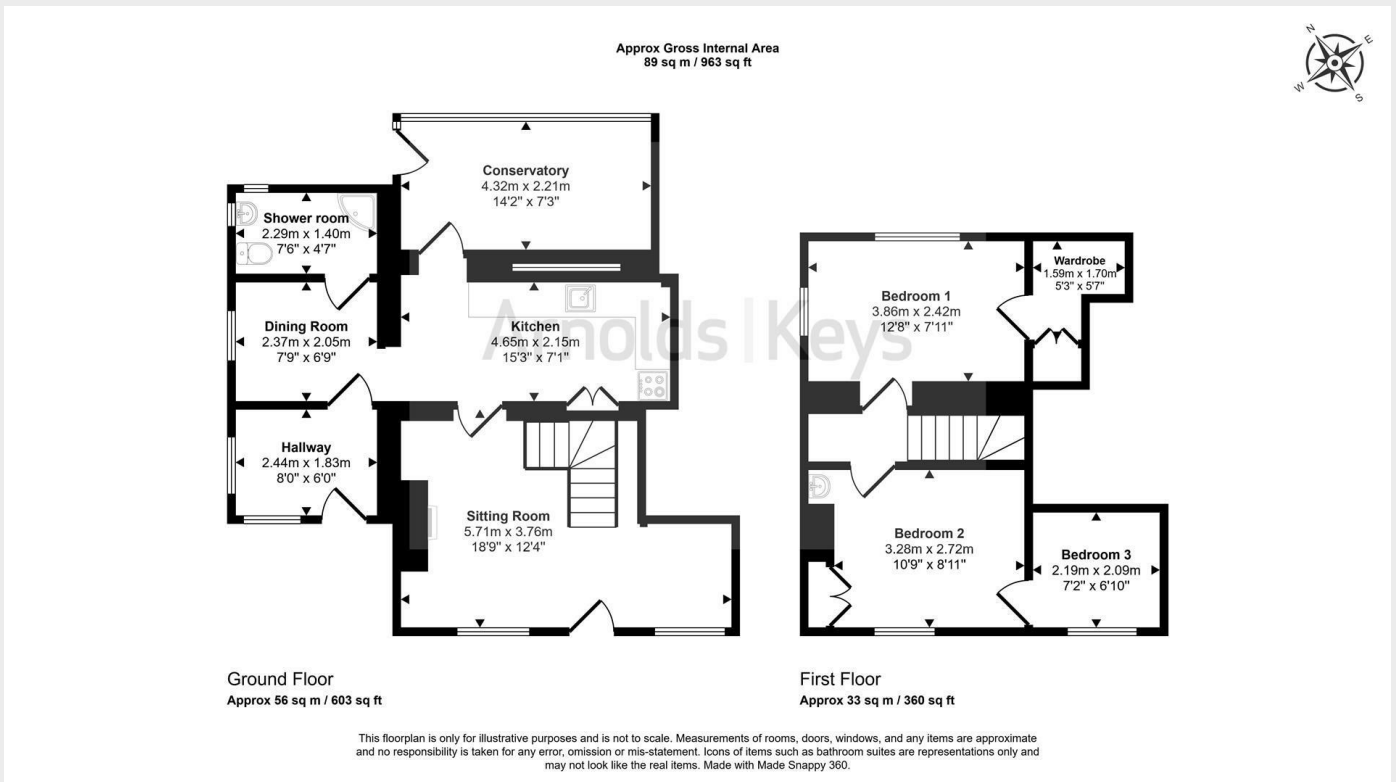 Approx Gross Internal Area
89 sq m / 963 sq ft
N
E
W
S
Conservatory
4.32m x 2.21m
14'2" x 7'3"
Shower room
2.29m x 1.40m
7'6" x 4'7"
Dining Room
2.37m x 2.05m
7'9" x 6'9"
Kitchen
4.65m x 2.15m
15'3" x 7'1"
Hallway
2.44m x 1.83m
8'0" x 6'0"
Sitting Room
5.71m x 3.76m
18'9" x 12'4"
Wardrobe
1.59m x 1.70m
5'3" x 5'7"
Bedroom 1
3.86m x 2.42m
12'8" x 7'11"
Bedroom 2
3.28m x 2.72m
10'9" x 8'11"
Bedroom 3
2.19m x 2.09m
7'2" x 6'10"
Arnolds | Keys
Ground Floor
Approx 56 sq m / 603 sq ft
First Floor
Approx 33 sq m / 360 sq ft
This floorplan is only for illustrative purposes and is not to scale. Measurements of rooms, doors, windows, and any items are approximate
and no responsibility is taken for any error, omission or mis-statement. Icons of items such as bathroom suites are representations only and
may not look like the real items. Made with Made Snappy 360.